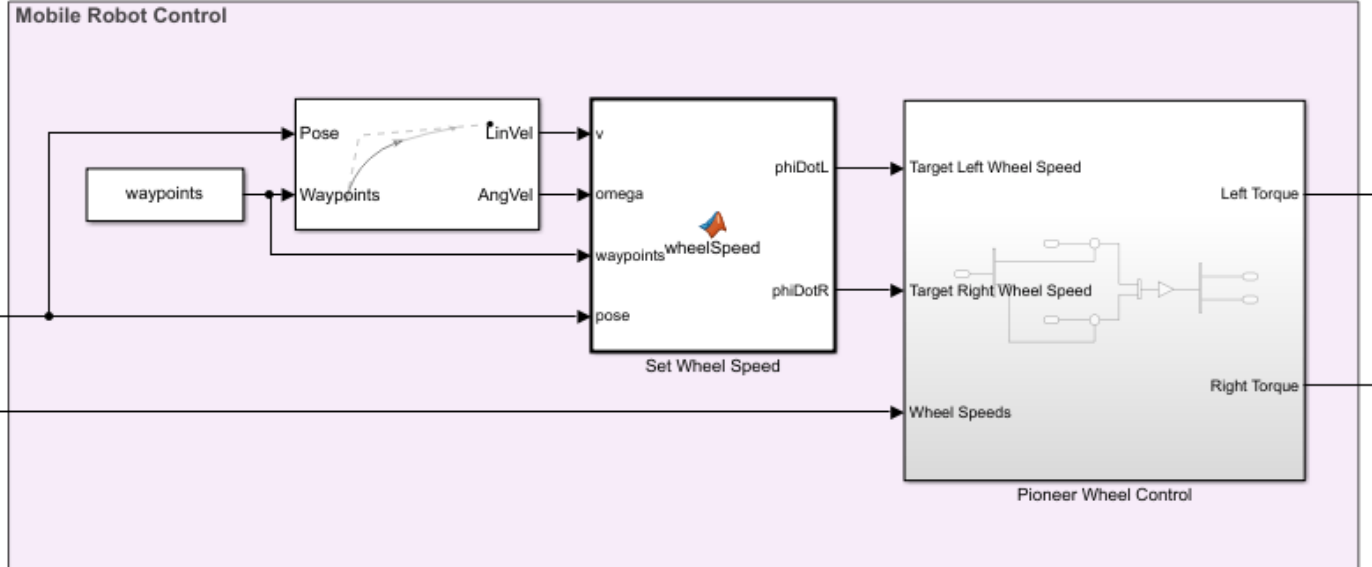 Mobile Robot Control
Pose
LinVel
waypoints
Waypoints
AngVel
v
omega
waypoints
pose
wheelSpeed
phiDotL
phiDotR
Set Wheel Speed
Target Left Wheel Speed
Target Right Wheel Speed
Wheel Speeds
Left Torque
Right Torque
Pioneer Wheel Control